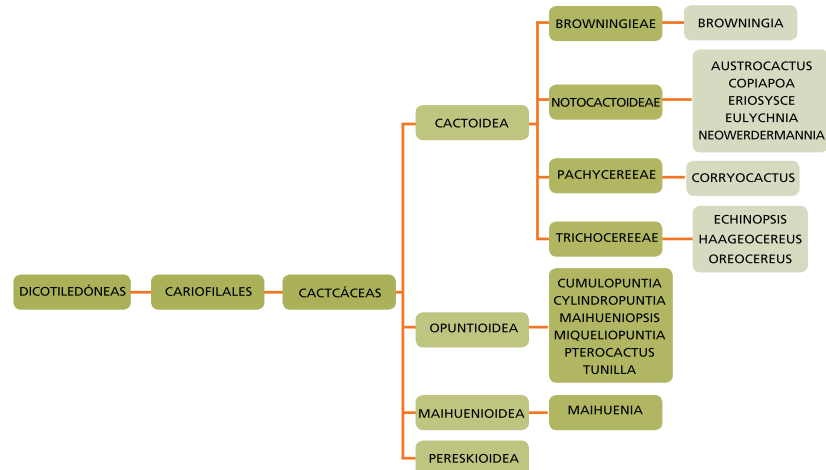 DICOTILEDÓNEAS
CARIOFILALES
CACTCÁCEAS
CACTOIDEA
BROWNINGIEAE
BROWNINGIA
NOTOCACTOIDEAE
AUSTROCACTUS
COPIAPOA
ERIOSYSCE
EULYCHNIA
NEOWERDERMANNIA
PACHYCEREEAE
CORRYOCACTUS
TRICHOCEREEAE
ECHINOPSIS
HAAGEOCEREUS
OREOCEREUS
OPUNTIOIDEA
CUMULOPUNTIA
CYLINDROPUNTIA
MAIHUENIOPSIS
MIQUELIOPUNTIA
PTEROCACTUS
TUNILLA
MAIHUENIOIDEA
MAIHUENIA
PERESKIOIDEA